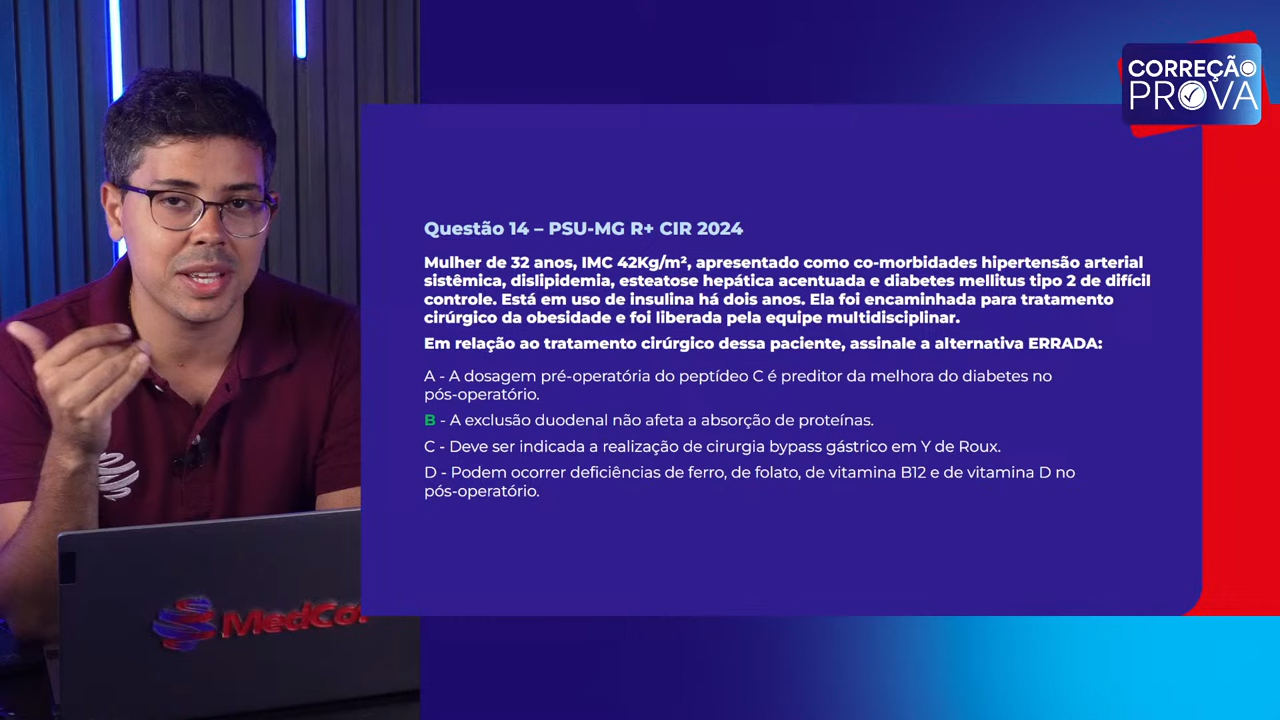 CORREÇÃO
PROVA
Questão 14 – PSU-MG R+ CIR 2024
Mulher de 32 anos, IMC 42Kg/m², apresentado como co-morbidades hipertensão arterial
sistêmica, dislipidemia, esteatose hepática acentuada e diabetes mellitus tipo 2 de difícil
controle. Está em uso de insulina há dois anos. Ela foi encaminhada para tratamento
cirúrgico da obesidade e foi liberada pela equipe multidisciplinar.
Em relação ao tratamento cirúrgico dessa paciente, assinale a alternativa ERRADA:
A - A dosagem pré-operatória do peptídeo C é preditor da melhora do diabetes no
pós-operatório.
B - A exclusão duodenal não afeta a absorção de proteínas.
C - Deve ser indicada a realização de cirurgia bypass gástrico em Y de Roux.
D - Podem ocorrer deficiências de ferro, de folato, de vitamina B12 e de vitamina D no
pós-operatório.
MedCo